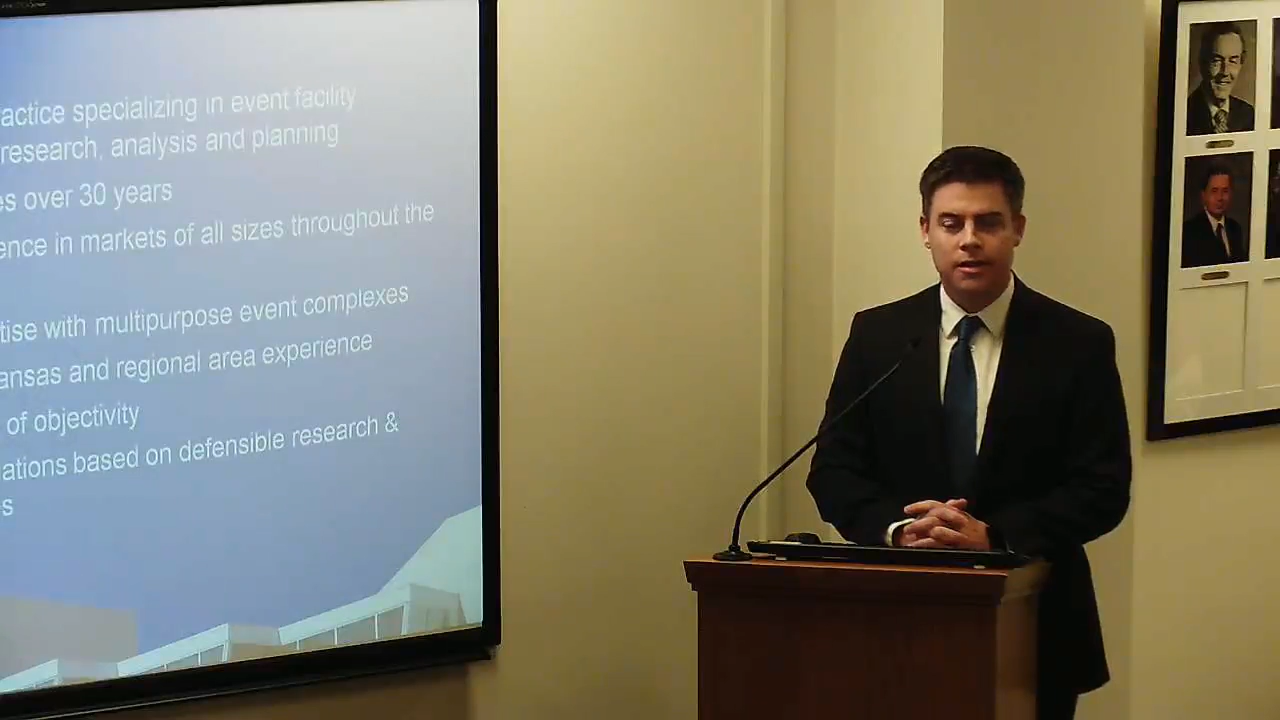 actice specializing in event facility
research, analysis and planning
es over 30 years
ence in markets of all sizes throughout the
tise with multipurpose event complexes
ansas and regional area experience
of objectivity
ations based on defensible research &
es